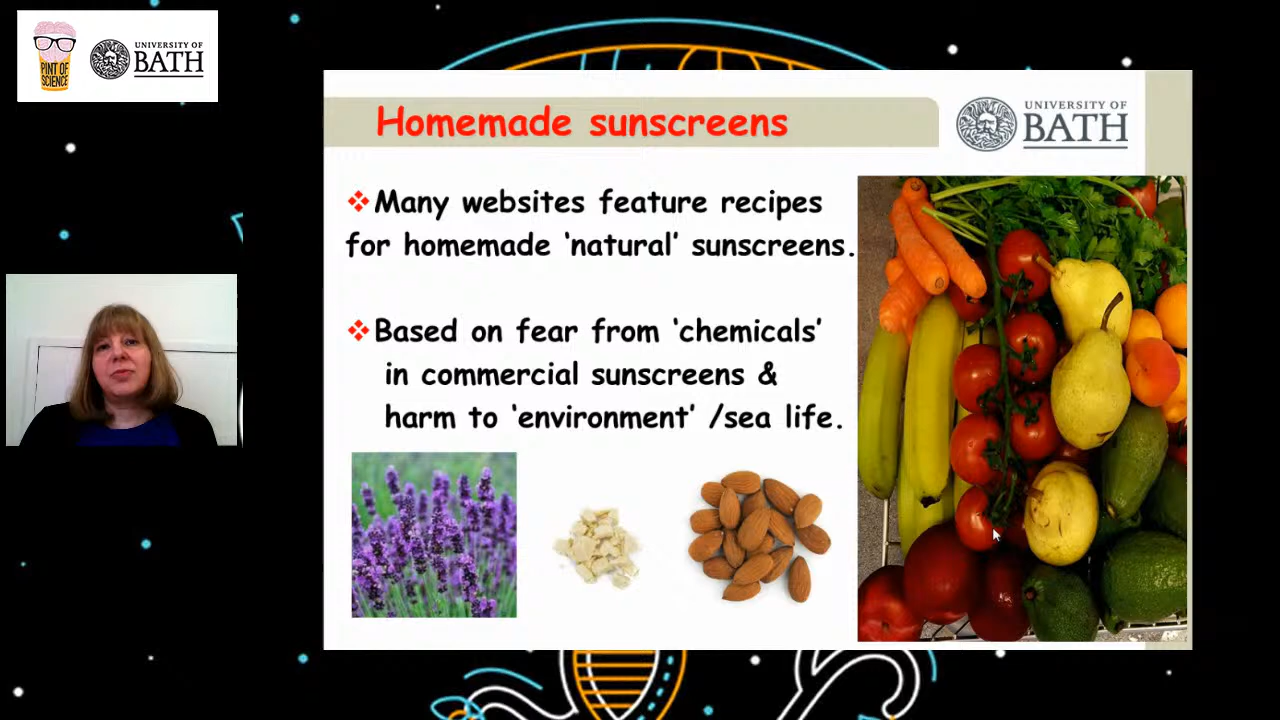 PINT OF
SCIENCE
UNIVERSITY OF
BATH
Homemade sunscreens
UNIVERSITY OF
BATH
Many websites feature recipes
for homemade ‘natural’ sunscreens.
Based on fear from ‘chemicals’
in commercial sunscreens &
harm to ‘environment’ /sea life.